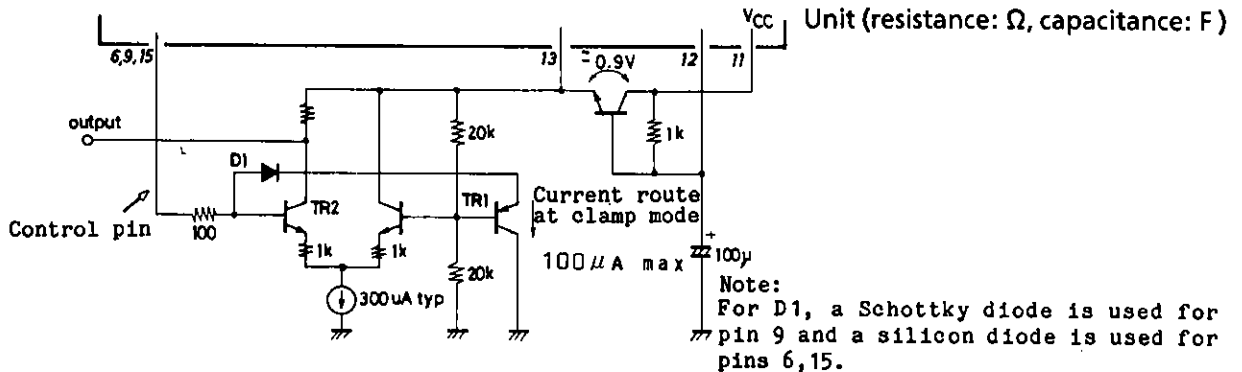 VCC
Unit (resistance: Ω, capacitance: F)
6,9,15
13
12
11
≒0.9V
output
20k
1k
D1
TR1
TR2
Current route
at clamp mode
Control pin
100
1k
1k
20k
100μA max
+
100μ
300uA typ
Note:
For D1, a Schottky diode is used for
pin 9 and a silicon diode is used for
pins 6,15.